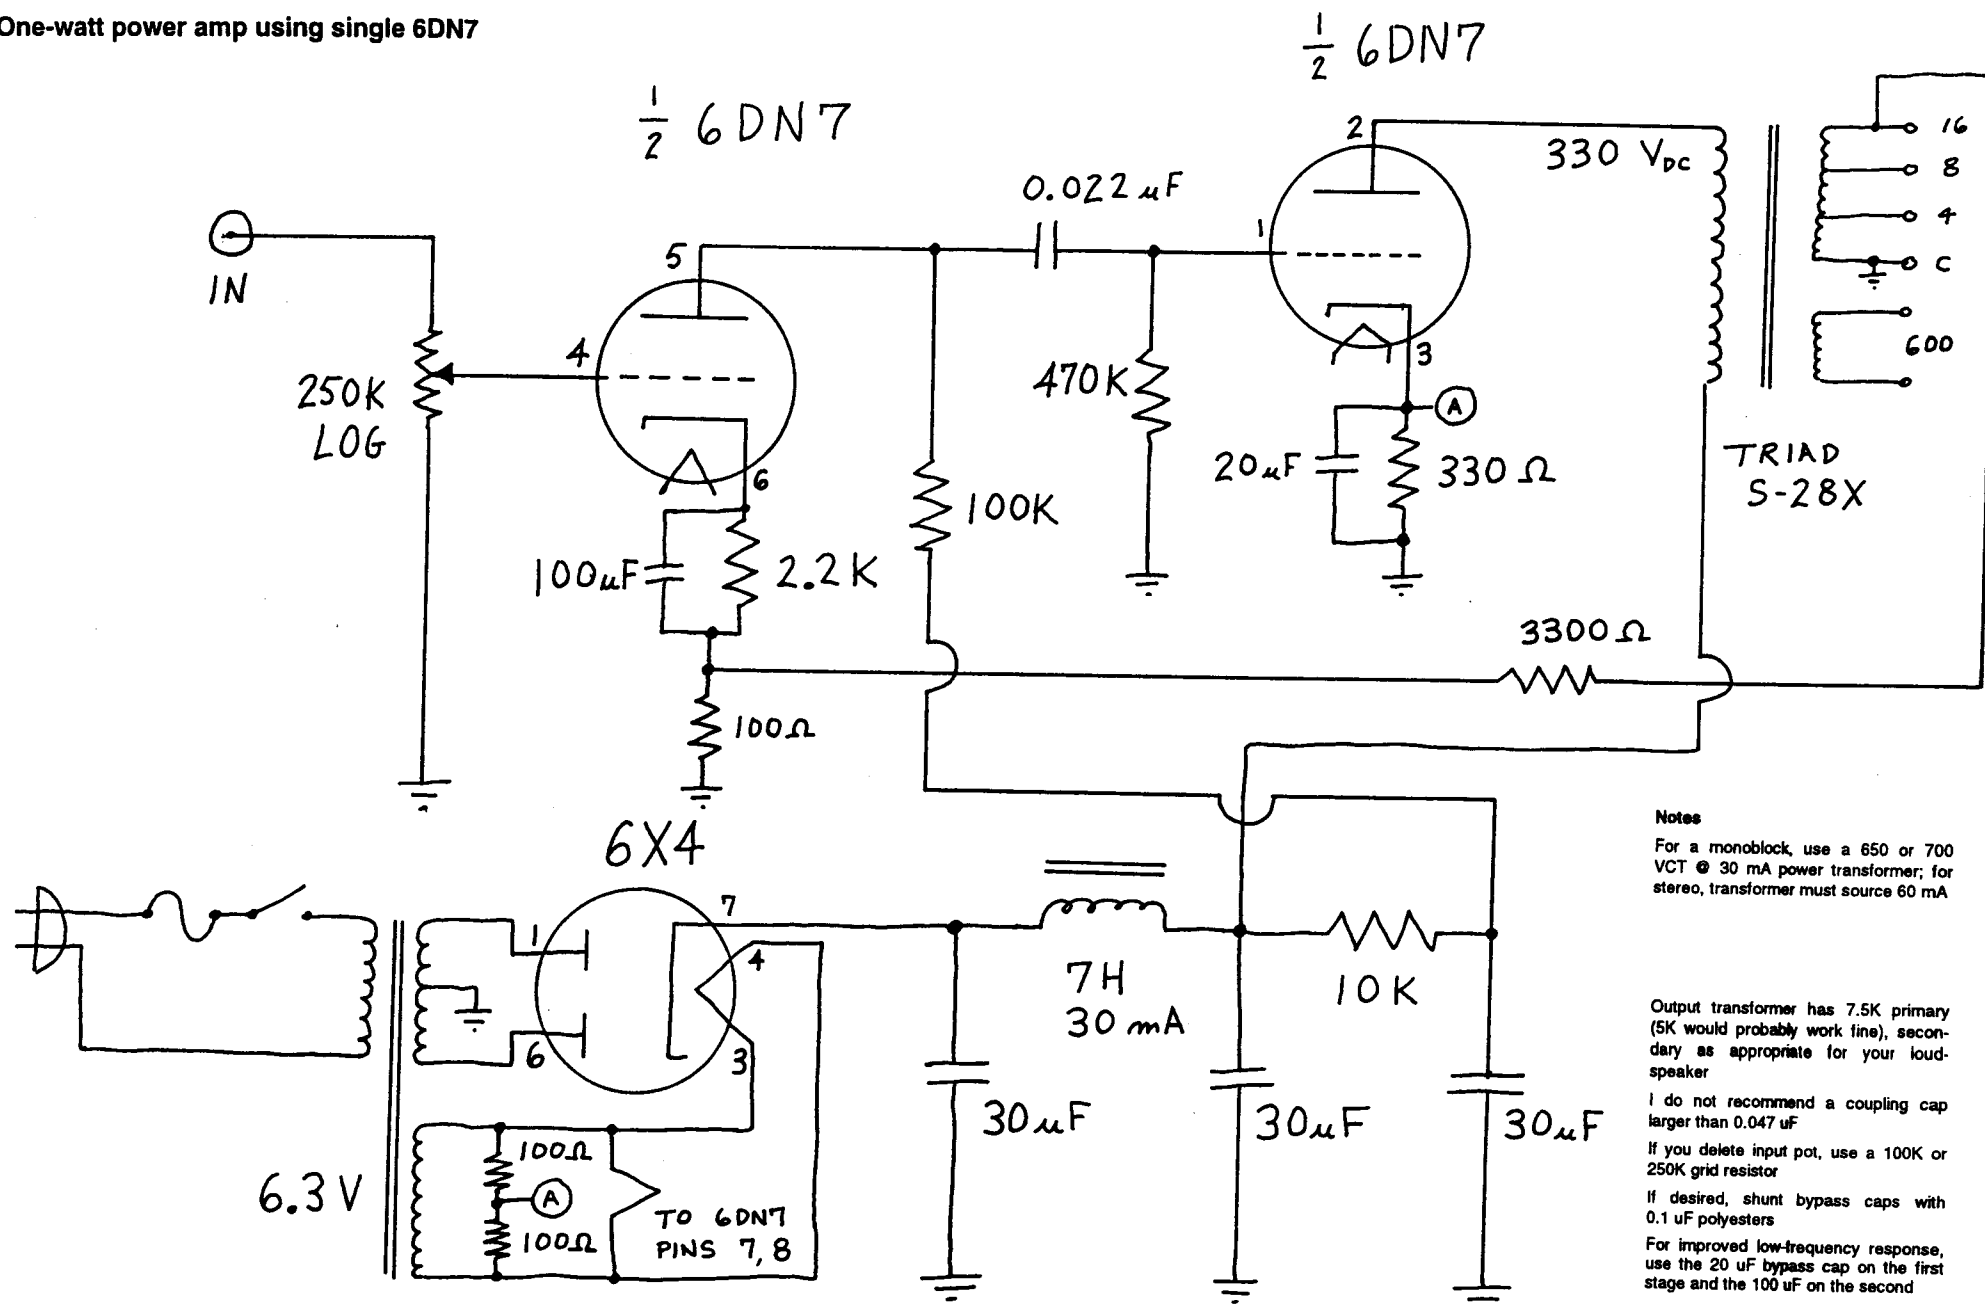 One-watt power amp using single 6DN7
1/2 6DN7
1/2 6DN7
2
330 VDC
16
8
4
C
600
0.022 uF
IN
5
1
4
250K
LOG
6
470K
3
A
20uF
330Ω
TRIAD
S-28X
100K
100uF
2.2K
3300Ω
100Ω
6X4
7
1
4
6
3
7H
30 mA
10K
30uF
30uF
30uF
6.3V
100Ω
A
100Ω
TO 6DN7
PINS 7, 8
Notes
For a monoblock, use a 650 or 700
VCT @ 30 mA power transformer; for
stereo, transformer must source 60 mA
Output transformer has 7.5K primary
(5K would probably work fine), secon-
dary as appropriate for your loud-
speaker
I do not recommend a coupling cap
larger than 0.047 uF
If you delete input pot, use a 100K or
250K grid resistor
If desired, shunt bypass caps with
0.1 uF polyesters
For improved low-frequency response,
use the 20 uF bypass cap on the first
stage and the 100 uF on the second